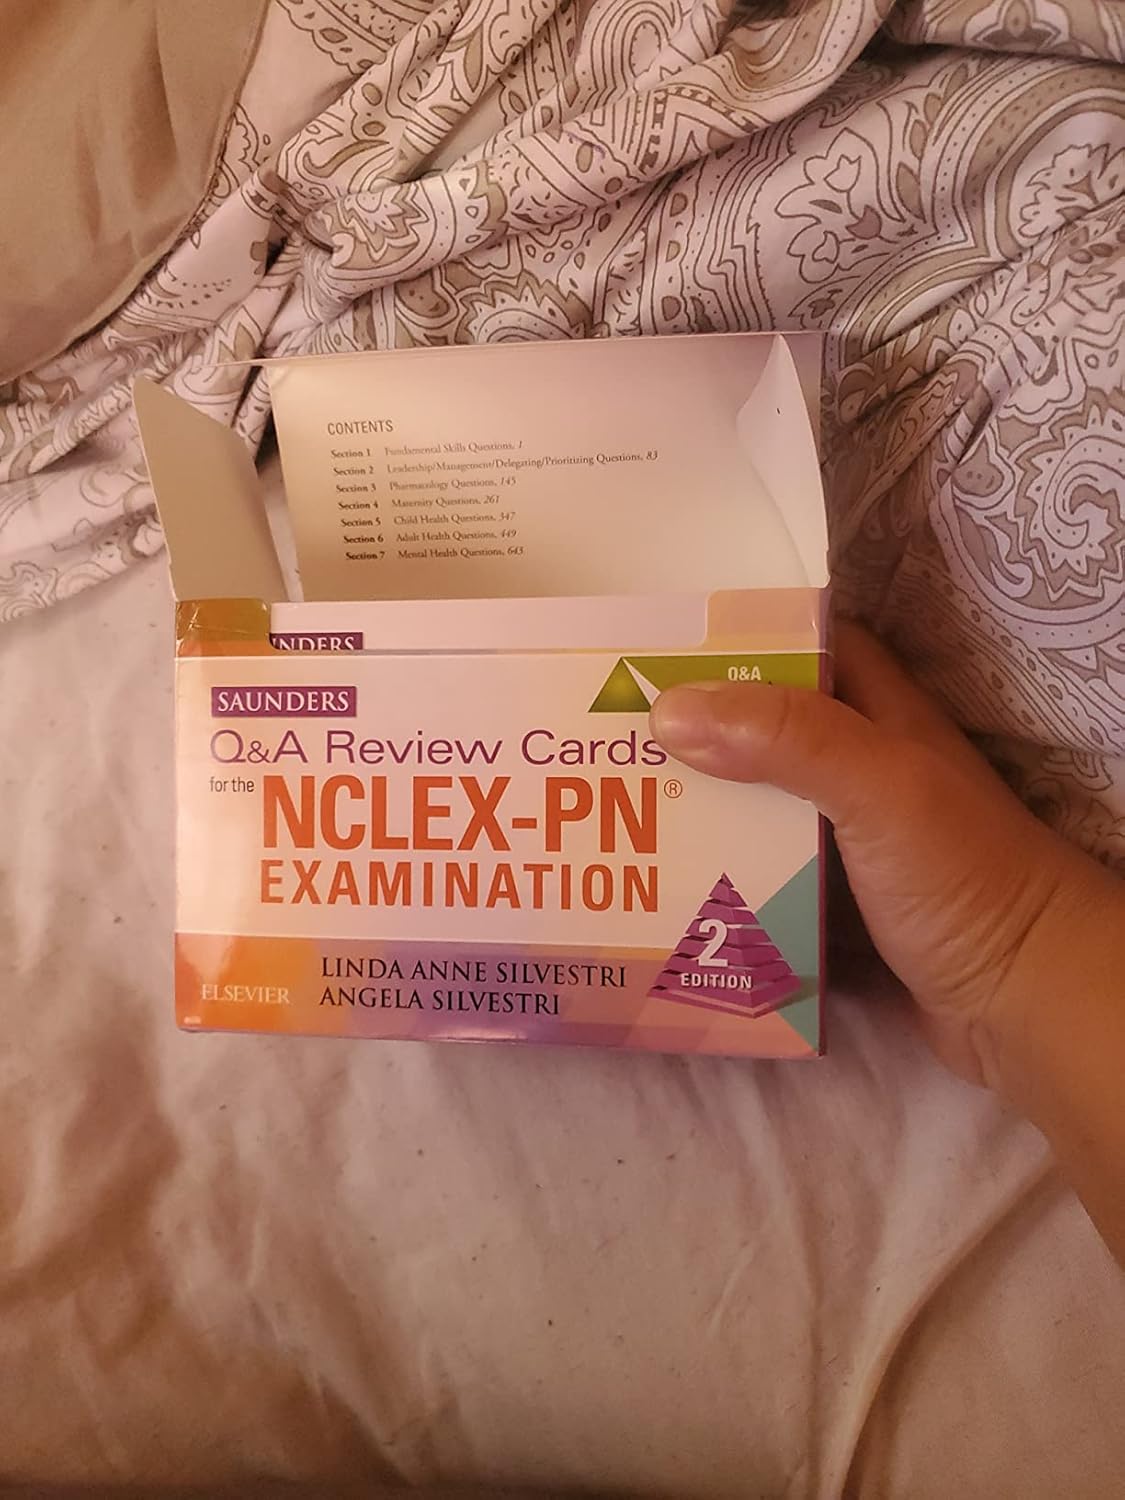 CONTENTS
Section 1 Fundamental Skills Questions, 1
Section 2 Leadership/Management/Delegating/Prioritizing Questions, 83
Section 3 Pharmacology Questions, 145
Section 4 Maternity Questions, 261
Section 5 Child Health Questions, 347
Section 6 Adult Health Questions, 449
Section 7 Mental Health Questions, 643
NDERS
Q&A
SAUNDERS
Q&A Review Cards
for the NCLEX-PN®
EXAMINATION
2
EDITION
LINDA ANNE SILVESTRI
ELSEVIER ANGELA SILVESTRI